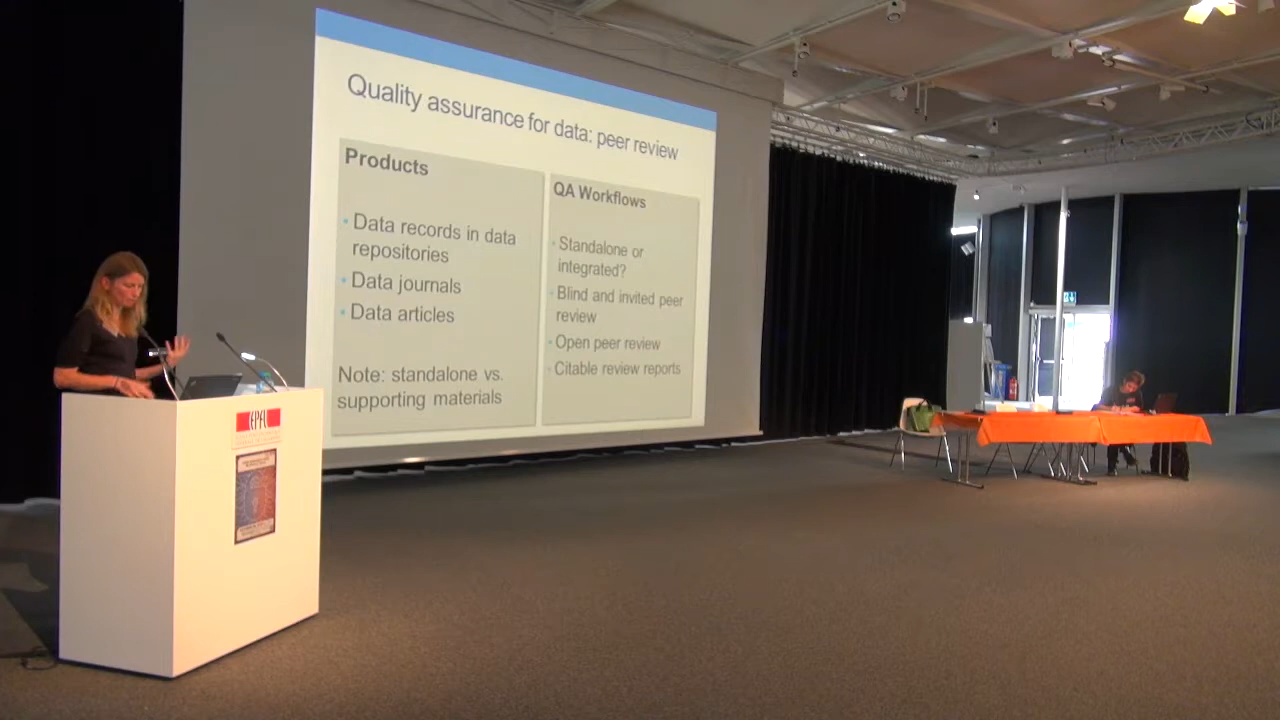 Quality assurance for data: peer review
Products
• Data records in data
repositories
• Data journals
• Data articles
Note: standalone vs.
supporting materials
QA Workflows
• Standalone or
integrated?
• Blind and invited peer
review
• Open peer review
• Citable review reports
EPFL